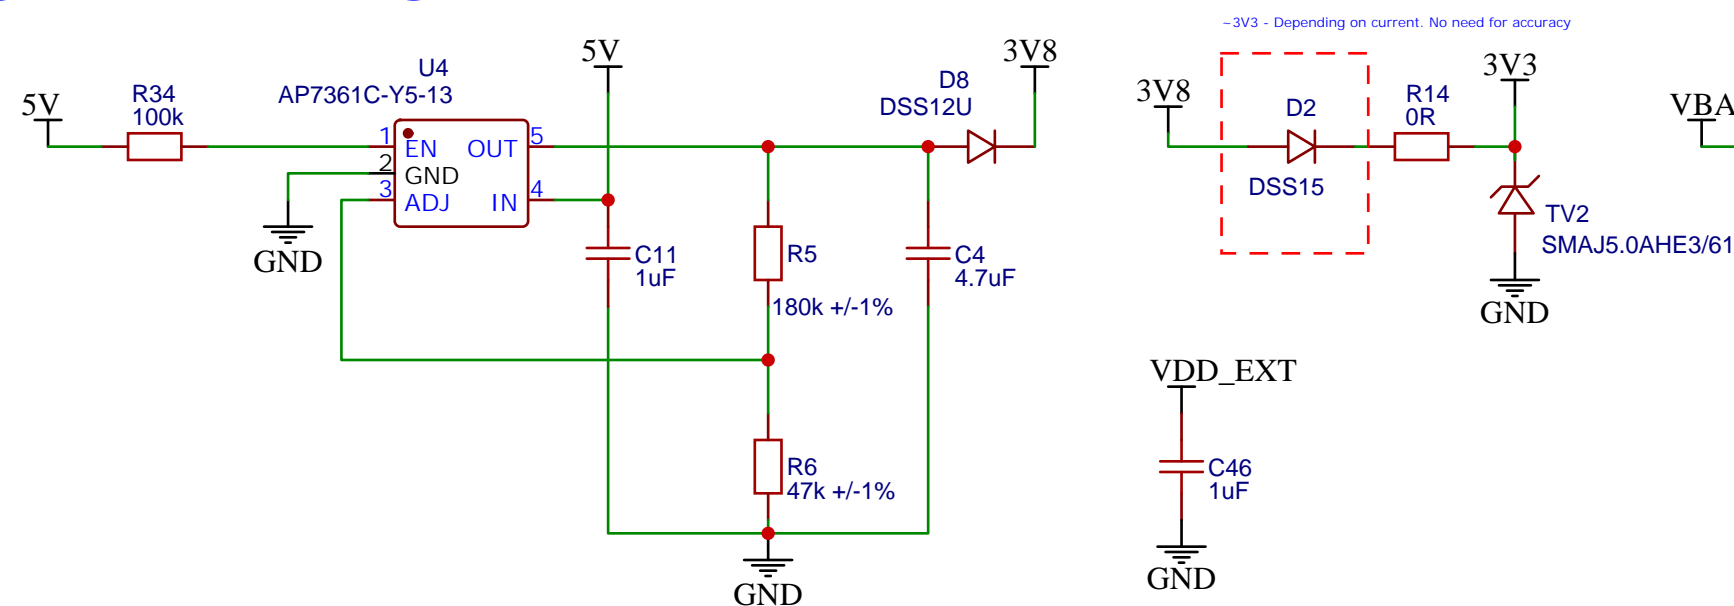 ~3V3 - Depending on current. No need for accuracy
5V
R34
100k
U4
AP7361C-Y5-13
1
EN
2
GND
3
ADJ
OUT
5
IN
4
GND
5V
C11
1uF
R5
180k +/-1%
R6
47k +/-1%
GND
C4
4.7uF
D8
DSS12U
3V8
3V8
D2
DSS15
R14
0R
3V3
TV2
SMAJ5.0AHE3/61
GND
VDD_EXT
C46
1uF
GND
VBA